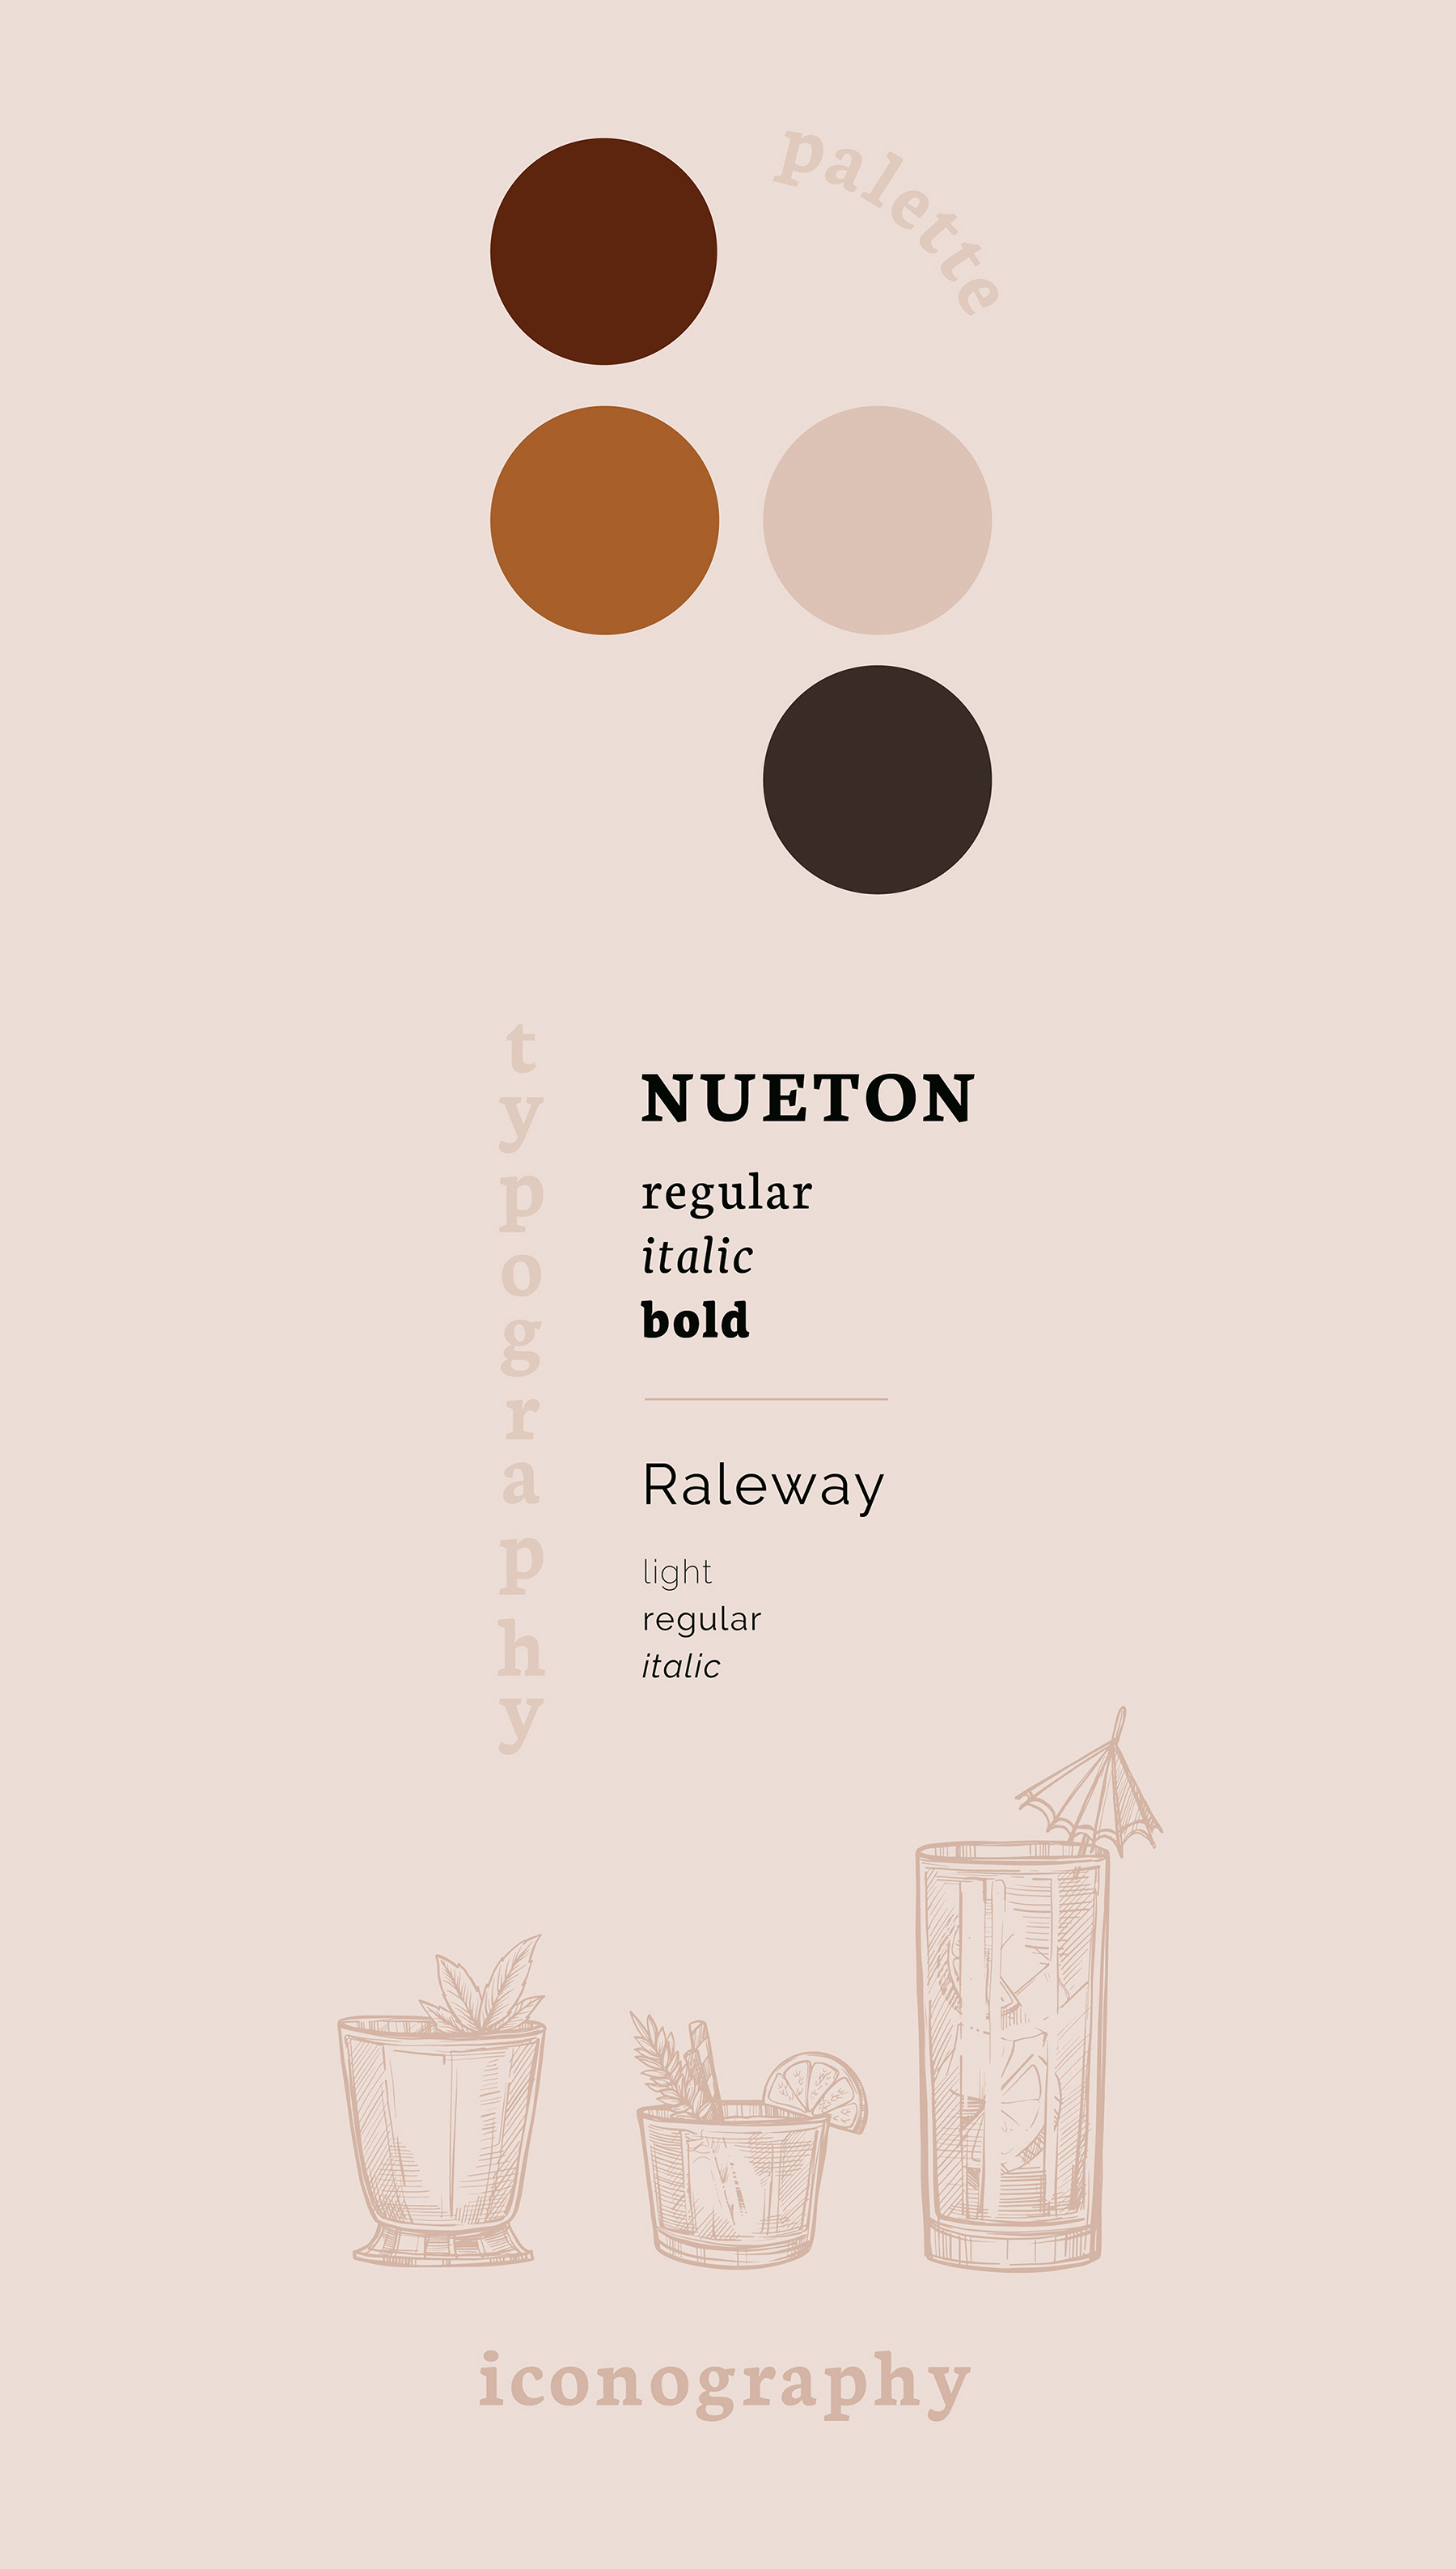 palette
typography
NUETON
regular
italic
bold
Raleway
light
regular
italic
iconography